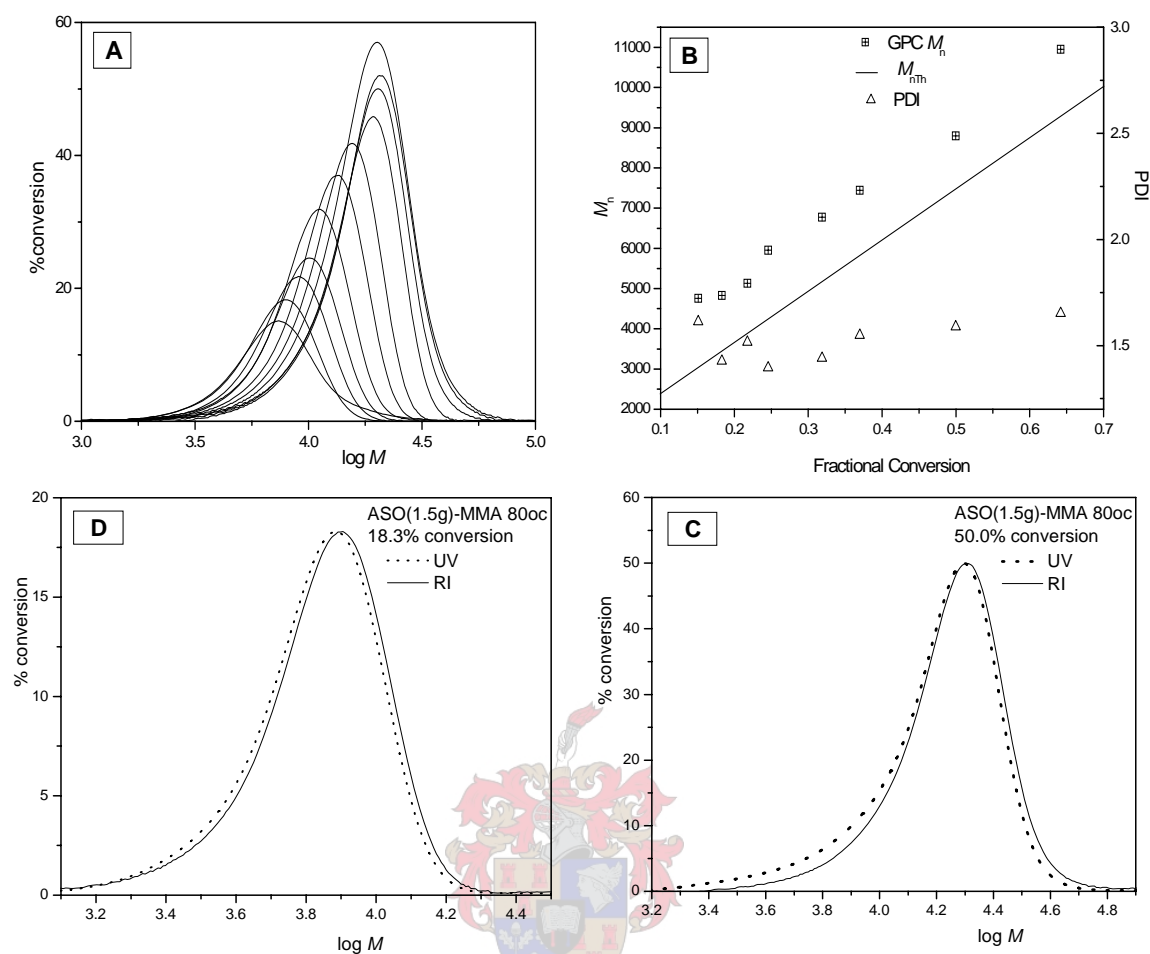 A
60
40
20
0
%conversion
3.0 3.5 4.0 4.5 5.0
log M
B
GPC Mn
MnTh
PDI
11000
10000
9000
8000
7000
6000
5000
4000
3000
2000
Mn
3.0
2.5
2.0
1.5
PDI
0.1 0.2 0.3 0.4 0.5 0.6 0.7
Fractional Conversion
D
ASO(1.5g)-MMA 80oc
18.3% conversion
UV
RI
20
15
10
5
0
% conversion
3.2 3.4 3.6 3.8 4.0 4.2 4.4
log M
C
ASO(1.5g)-MMA 80oc
50.0% conversion
UV
RI
60
50
40
30
20
10
0
% conversion
3.2 3.4 3.6 3.8 4.0 4.2 4.4 4.6 4.8
log M